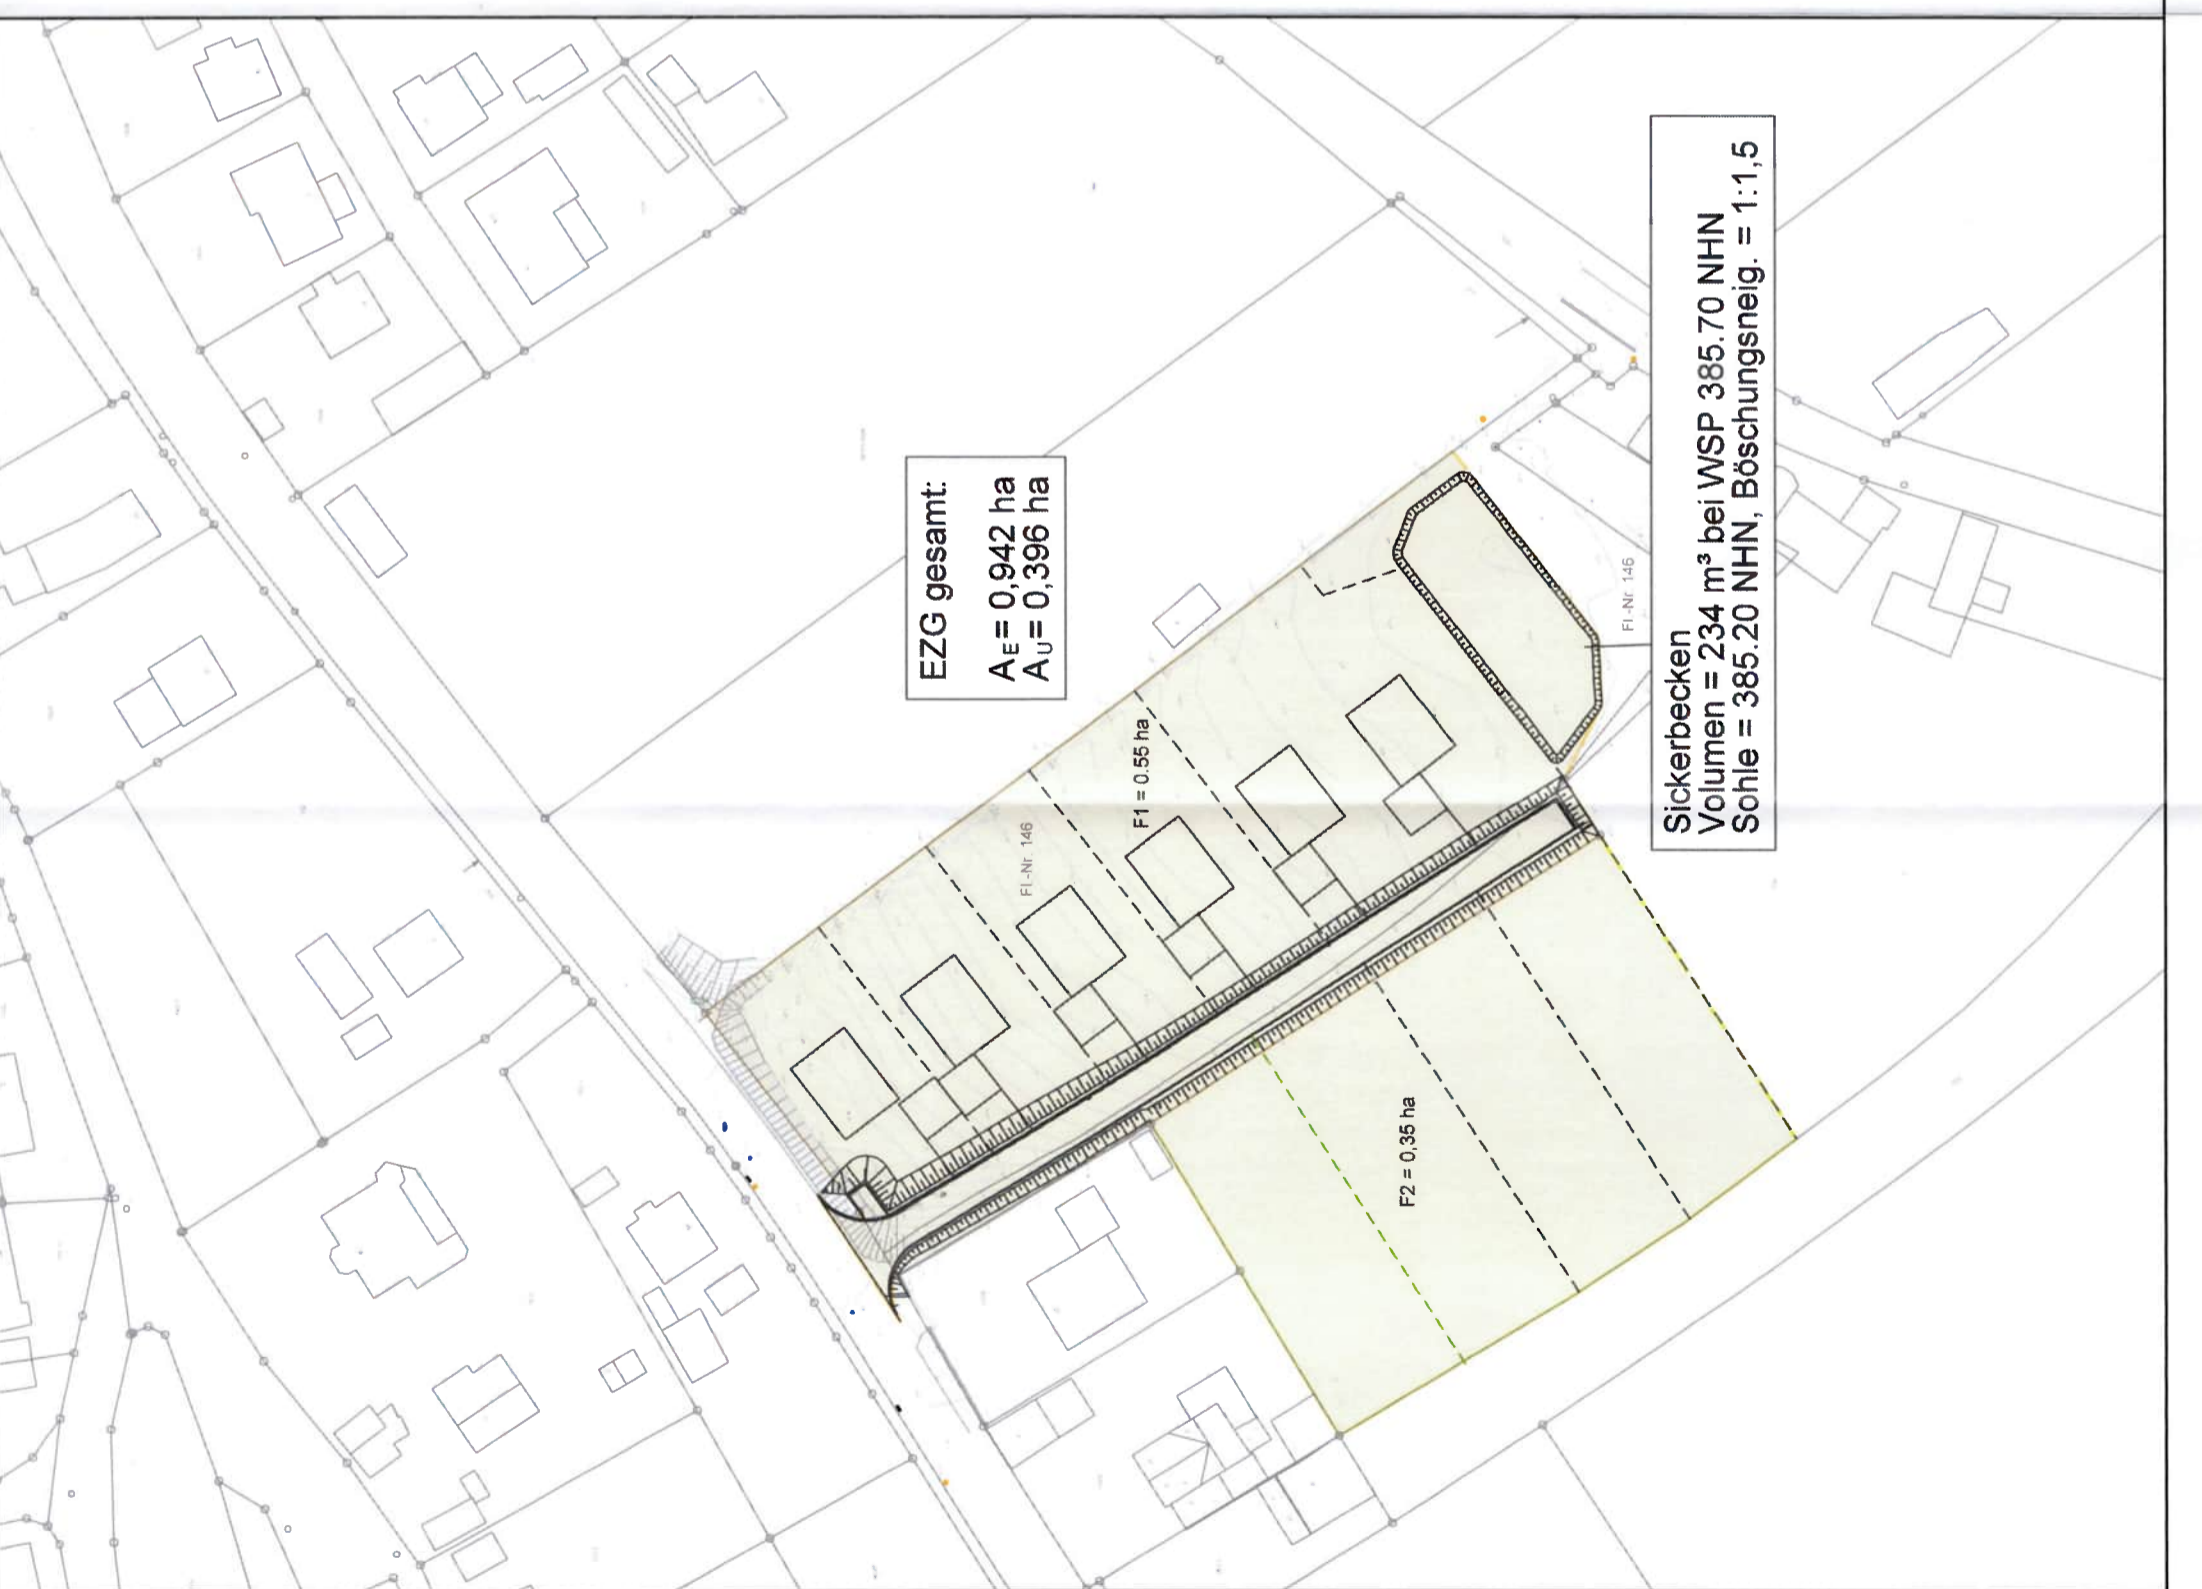 EZG gesamt:
AE= 0,942 ha
AU= 0,396 ha
Fl.-Nr. 146
F1 = 0.55 ha
F2 = 0,35 ha
Fl.-Nr. 146
Sickerbecken
Volumen = 234 m³ bei WSP 385.70 NHN
Sohle = 385.20 NHN, Böschungsneig. = 1:1,5